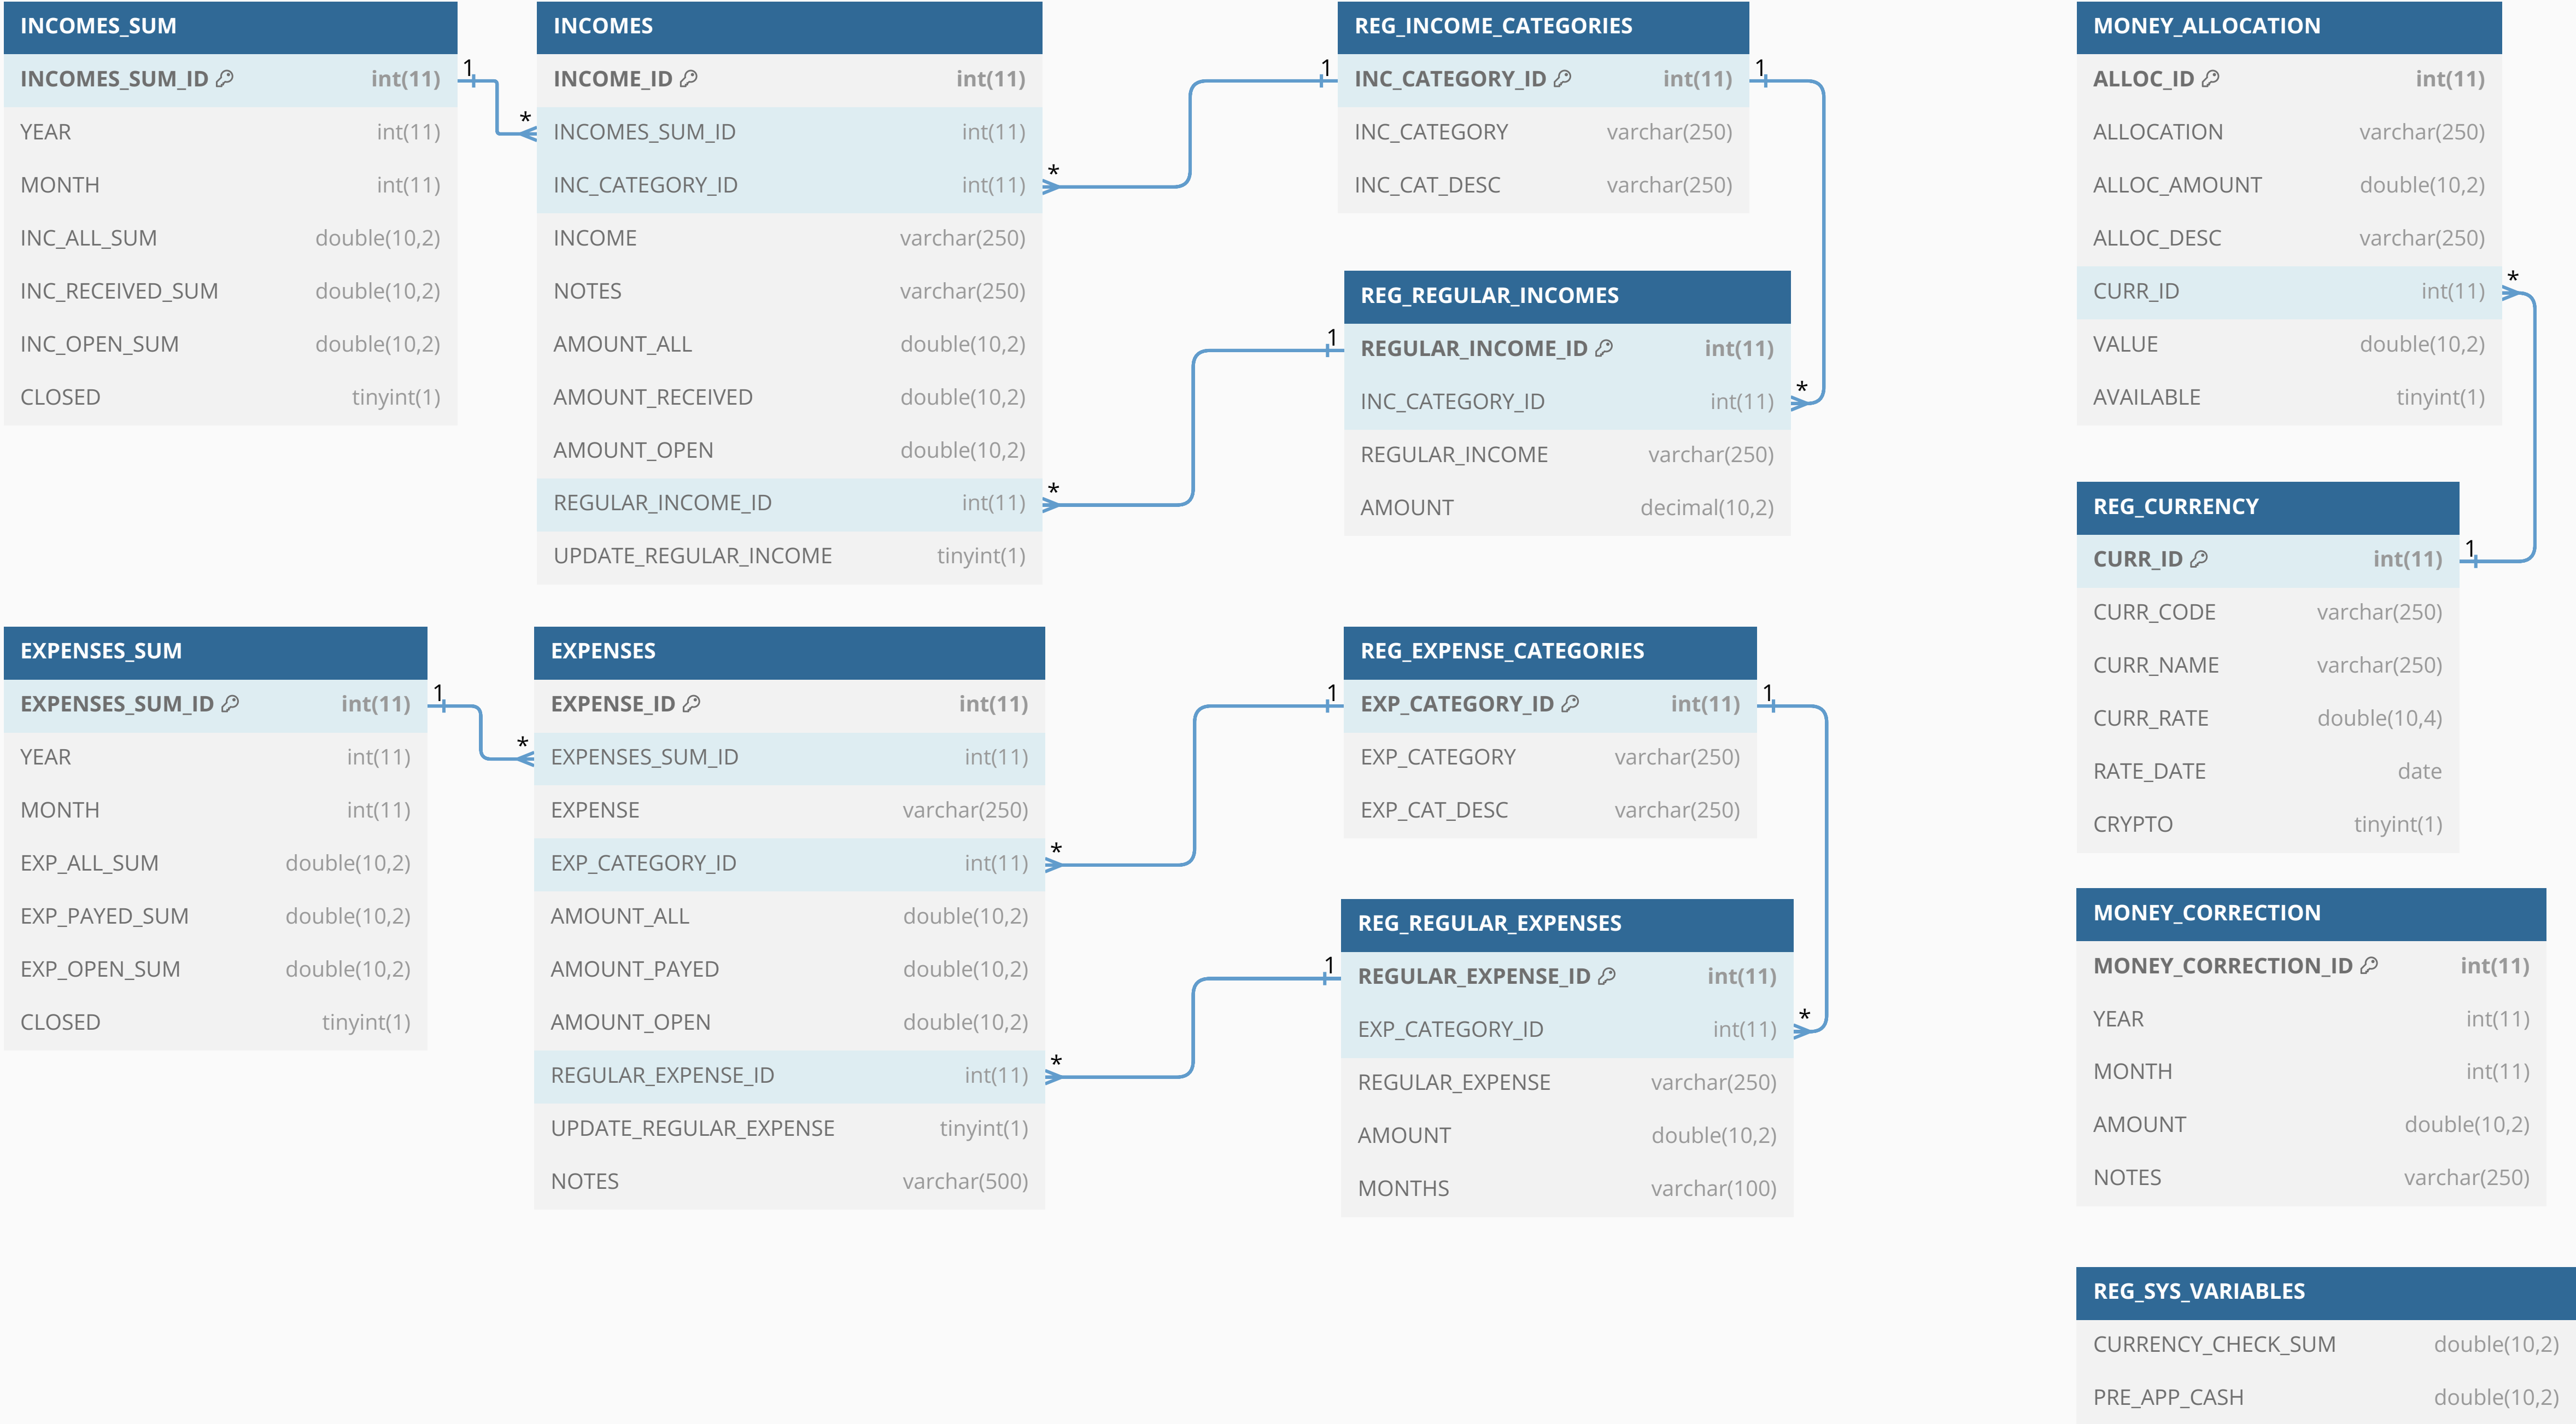 INCOMES_SUM
INCOMES_SUM_ID int(11)
YEAR int(11)
MONTH int(11)
INC_ALL_SUM double(10,2)
INC_RECEIVED_SUM double(10,2)
INC_OPEN_SUM double(10,2)
CLOSED tinyint(1)
1
*
INCOMES
INCOME_ID int(11)
INCOMES_SUM_ID int(11)
INC_CATEGORY_ID int(11)
INCOME varchar(250)
NOTES varchar(250)
AMOUNT_ALL double(10,2)
AMOUNT_RECEIVED double(10,2)
AMOUNT_OPEN double(10,2)
REGULAR_INCOME_ID int(11)
UPDATE_REGULAR_INCOME tinyint(1)
*
1
*
1
REG_INCOME_CATEGORIES
INC_CATEGORY_ID int(11)
INC_CATEGORY varchar(250)
INC_CAT_DESC varchar(250)
1
*
REG_REGULAR_INCOMES
REGULAR_INCOME_ID int(11)
INC_CATEGORY_ID int(11)
REGULAR_INCOME varchar(250)
AMOUNT decimal(10,2)
EXPENSES_SUM
EXPENSES_SUM_ID int(11)
YEAR int(11)
MONTH int(11)
EXP_ALL_SUM double(10,2)
EXP_PAYED_SUM double(10,2)
EXP_OPEN_SUM double(10,2)
CLOSED tinyint(1)
1
*
EXPENSES
EXPENSE_ID int(11)
EXPENSES_SUM_ID int(11)
EXPENSE varchar(250)
EXP_CATEGORY_ID int(11)
AMOUNT_ALL double(10,2)
AMOUNT_PAYED double(10,2)
AMOUNT_OPEN double(10,2)
REGULAR_EXPENSE_ID int(11)
UPDATE_REGULAR_EXPENSE tinyint(1)
NOTES varchar(500)
*
1
*
1
REG_EXPENSE_CATEGORIES
EXP_CATEGORY_ID int(11)
EXP_CATEGORY varchar(250)
EXP_CAT_DESC varchar(250)
1
*
REG_REGULAR_EXPENSES
REGULAR_EXPENSE_ID int(11)
EXP_CATEGORY_ID int(11)
REGULAR_EXPENSE varchar(250)
AMOUNT double(10,2)
MONTHS varchar(100)
MONEY_ALLOCATION
ALLOC_ID int(11)
ALLOCATION varchar(250)
ALLOC_AMOUNT double(10,2)
ALLOC_DESC varchar(250)
CURR_ID int(11)
VALUE double(10,2)
AVAILABLE tinyint(1)
*
1
REG_CURRENCY
CURR_ID int(11)
CURR_CODE varchar(250)
CURR_NAME varchar(250)
CURR_RATE double(10,4)
RATE_DATE date
CRYPTO tinyint(1)
MONEY_CORRECTION
MONEY_CORRECTION_ID int(11)
YEAR int(11)
MONTH int(11)
AMOUNT double(10,2)
NOTES varchar(250)
REG_SYS_VARIABLES
CURRENCY_CHECK_SUM double(10,2)
PRE_APP_CASH double(10,2)